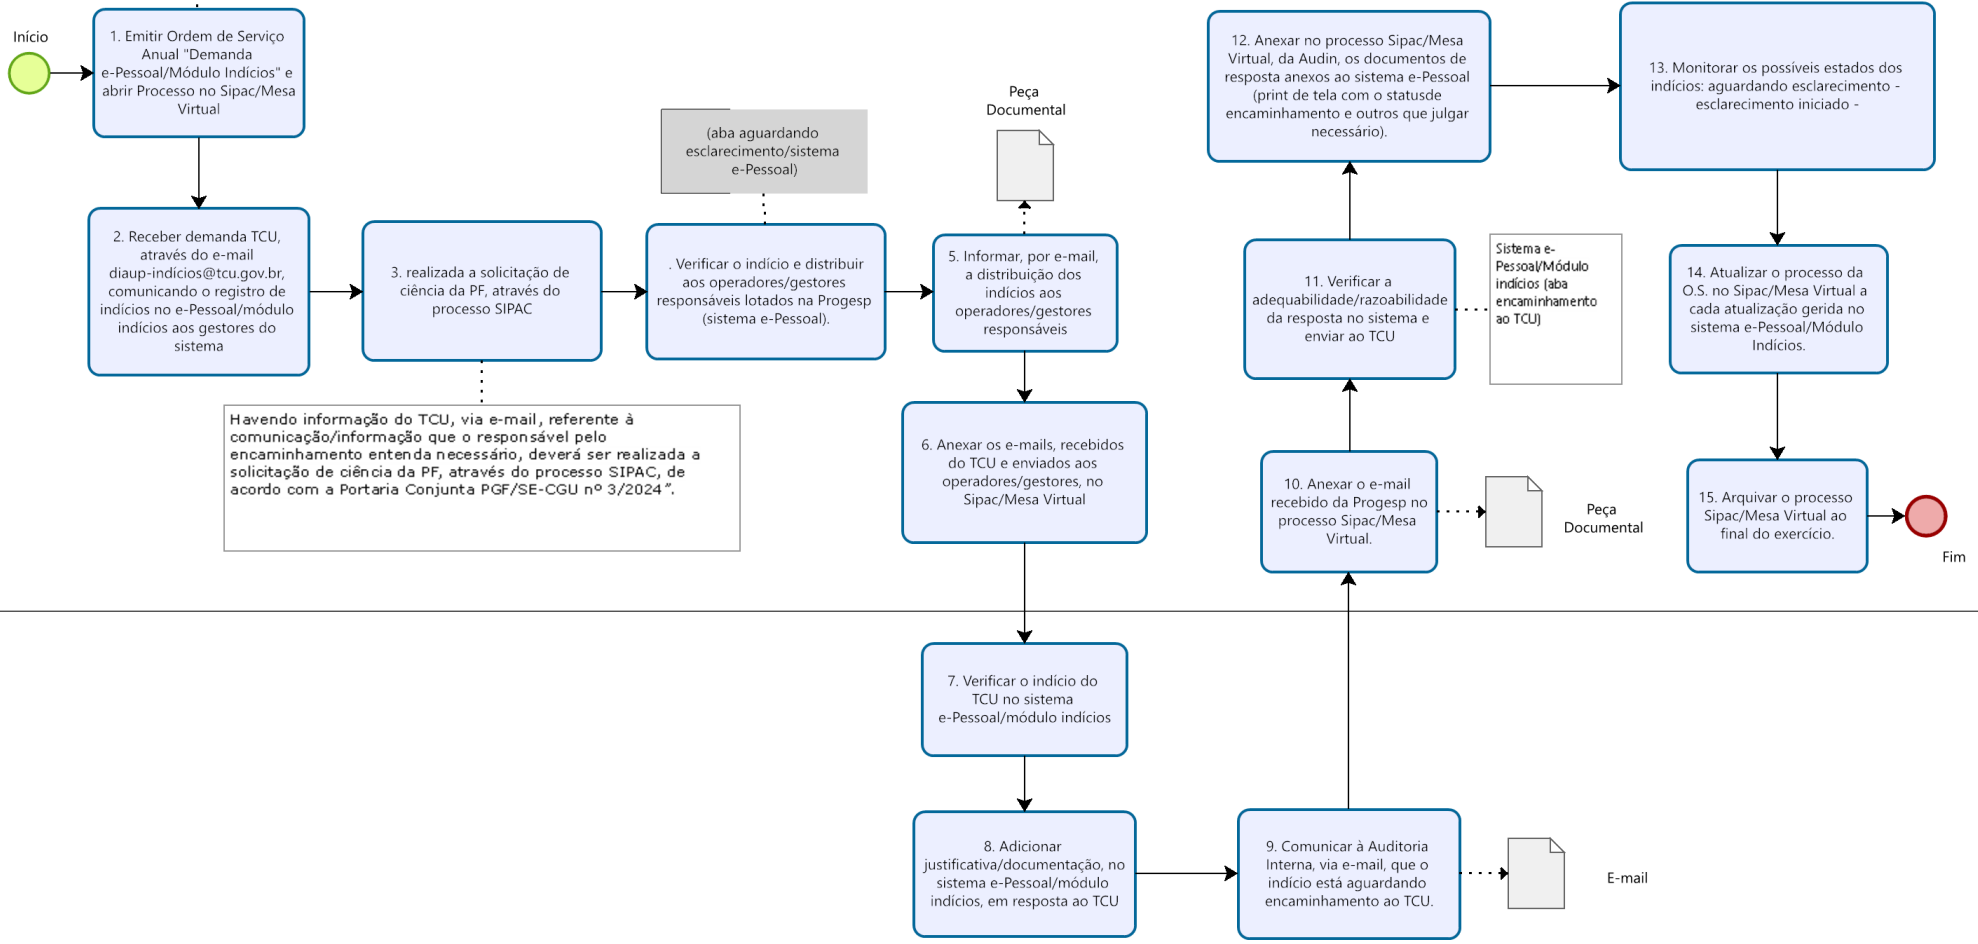 Início
1. Emitir Ordem de Serviço
Anual "Demanda
e-Pessoal/Módulo Indícios" e
abrir Processo no Sipac/Mesa
Virtual
2. Receber demanda TCU,
através do e-mail
diaup-indícios@tcu.gov.br,
comunicando o registro de
indícios no e-Pessoal/módulo
indícios aos gestores do
sistema
3. realizada a solicitação de
ciência da PF, através do
processo SIPAC
Havendo informação do TCU, via e-mail, referente à
comunicação/informação que o responsável pelo
encaminhamento entenda necessário, deverá ser realizada a
solicitação de ciência da PF, através do processo SIPAC, de
acordo com a Portaria Conjunta PGF/SE-CGU nº 3/2024”.
(aba aguardando
esclarecimento/sistema
e-Pessoal)
. Verificar o indício e distribuir
aos operadores/gestores
responsáveis lotados na Progesp
(sistema e-Pessoal).
Peça
Documental
5. Informar, por e-mail,
a distribuição dos
indícios aos
operadores/gestores
responsáveis
6. Anexar os e-mails, recebidos
do TCU e enviados aos
operadores/gestores, no
Sipac/Mesa Virtual
7. Verificar o indício do
TCU no sistema
e-Pessoal/módulo indícios
8. Adicionar
justificativa/documentação, no
sistema e-Pessoal/módulo
indícios, em resposta ao TCU
9. Comunicar à Auditoria
Interna, via e-mail, que o
indício está aguardando
encaminhamento ao TCU.
E-mail
10. Anexar o e-mail
recebido da Progesp no
processo Sipac/Mesa
Virtual.
Peça
Documental
11. Verificar a
adequabilidade/razoabilidade
da resposta no sistema e
enviar ao TCU
Sistema e-
Pessoal/Módulo
indícios (aba
encaminhamento
ao TCU)
12. Anexar no processo Sipac/Mesa
Virtual, da Audin, os documentos de
resposta anexos ao sistema e-Pessoal
(print de tela com o statusde
encaminhamento e outros que julgar
necessário).
13. Monitorar os possíveis estados dos
indícios: aguardando esclarecimento -
esclarecimento iniciado -
14. Atualizar o processo da
O.S. no Sipac/Mesa Virtual a
cada atualização gerida no
sistema e-Pessoal/Módulo
Indícios.
15. Arquivar o processo
Sipac/Mesa Virtual ao
final do exercício.
Fim